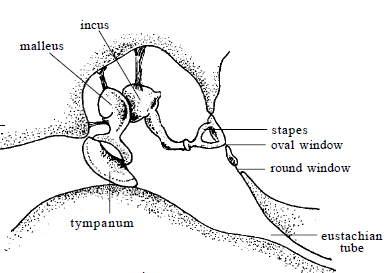 incus
malleus
stapes
oval window
round window
tympanum
eustachian
tube